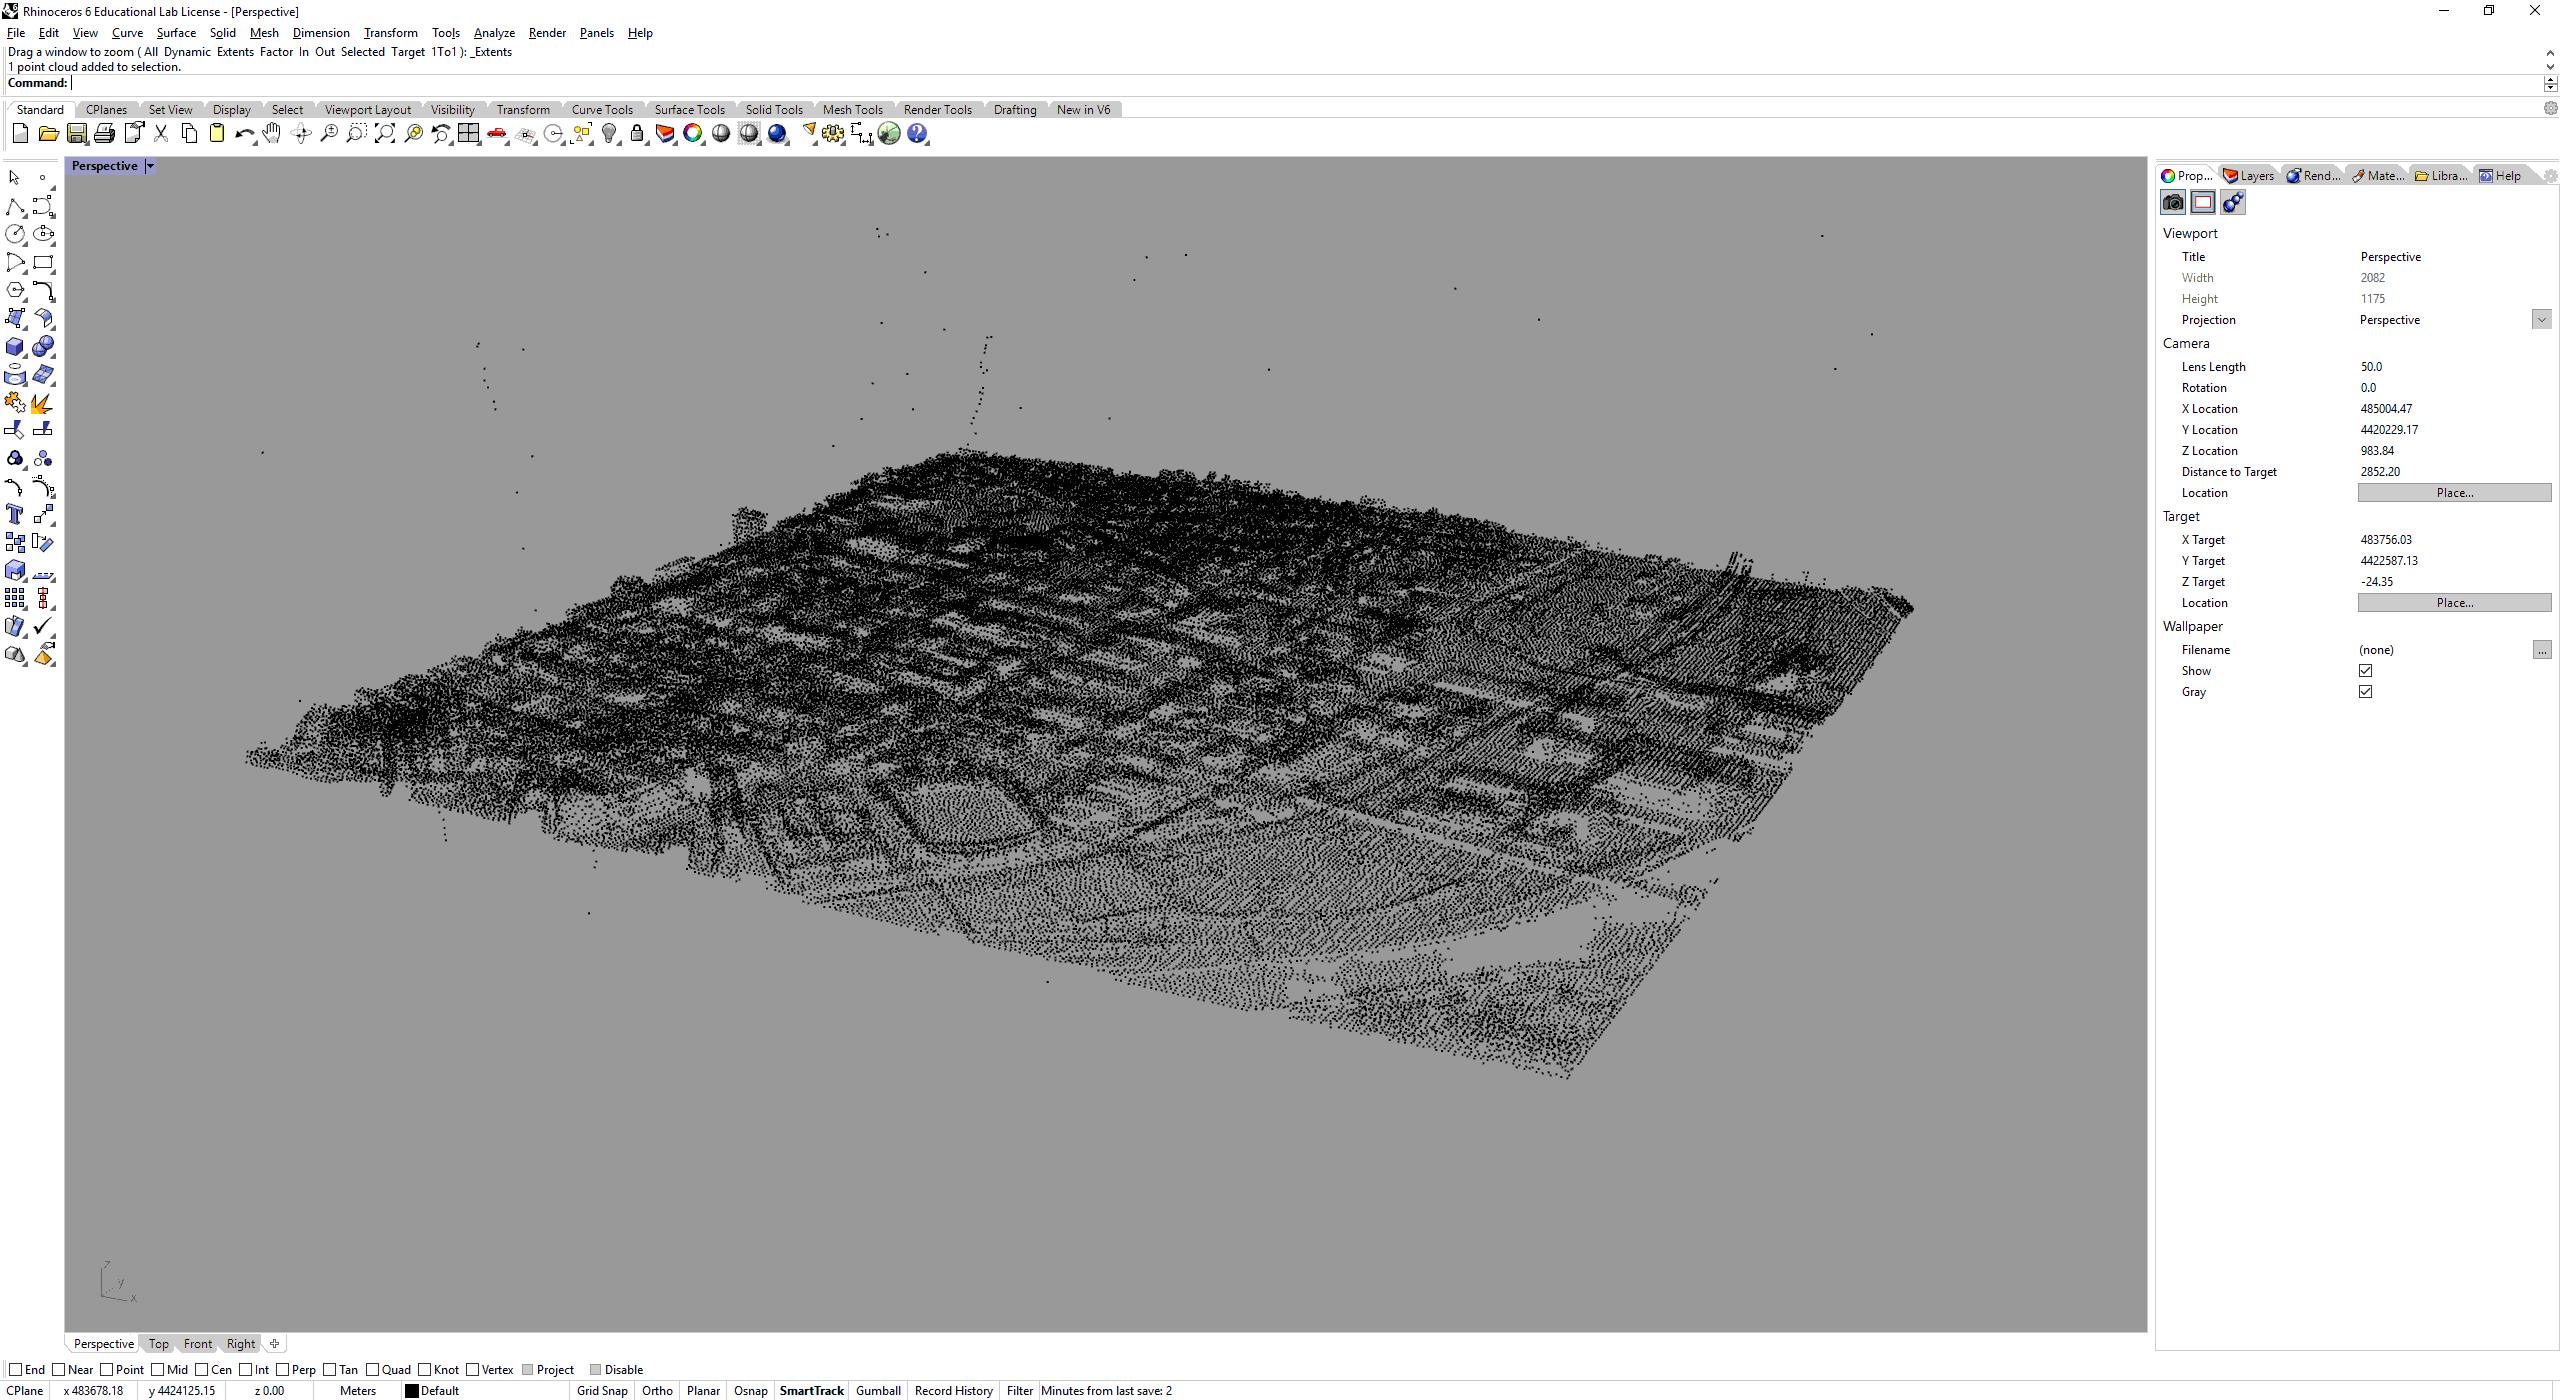 Rhinoceros 6 Educational Lab License - [Perspective]
File Edit View Curve Surface Solid Mesh Dimension Transform Tools Analyze Render Panels Help
Drag a window to zoom ( All Dynamic Extents Factor In Out Selected Target 1To1 ): _Extents
1 point cloud added to selection.
Command:
Standard CPlanes Set View Display Select Viewport Layout Visibility Transform Curve Tools Surface Tools Solid Tools Mesh Tools Render Tools Drafting New in V6
Perspective
Prop... Layers Rend... Mate... Libra... Help
Viewport
Title Perspective
Width 2082
Height 1175
Projection Perspective
Camera
Lens Length 50.0
Rotation 0.0
X Location 485004.47
Y Location 4420229.17
Z Location 983.84
Distance to Target 2852.20
Location Place...
Target
X Target 483756.03
Y Target 4422587.13
Z Target -24.35
Location Place...
Wallpaper
Filename (none) ...
Show
Gray
z
y
x
Perspective Top Front Right
End Near Point Mid Cen Int Perp Tan Quad Knot Vertex Project Disable
CPlane x 483678.18 y 4424125.15 z 0.00 Meters Default Grid Snap Ortho Planar Osnap SmartTrack Gumball Record History Filter Minutes from last save: 2